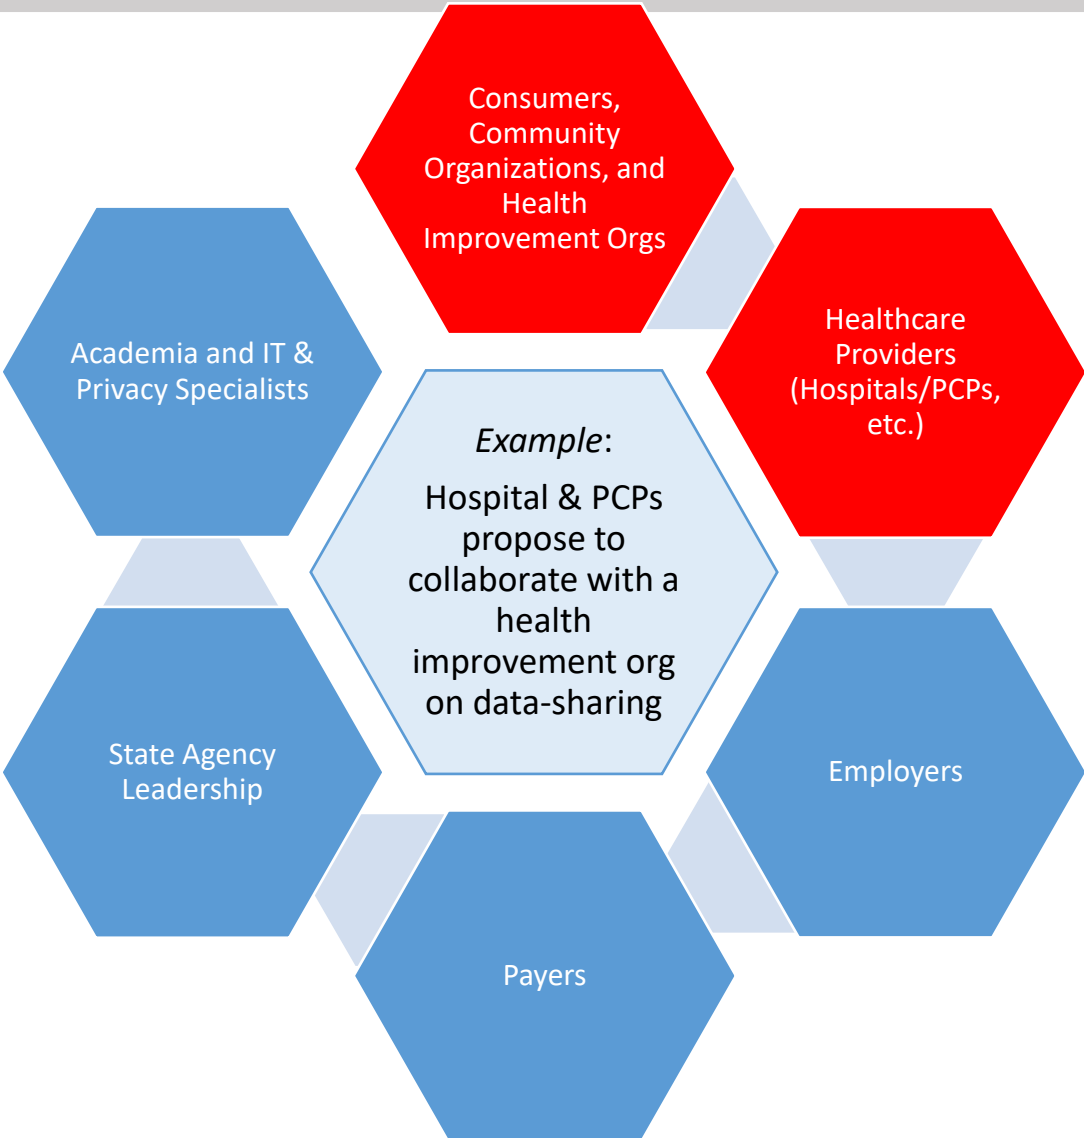 Consumers,
Community
Organizations, and
Health
Improvement Orgs
Healthcare
Providers
(Hospitals/PCPs,
etc.)
Academia and IT &
Privacy Specialists
Example:
Hospital & PCPs
propose to
collaborate with a
health
improvement org
on data-sharing
State Agency
Leadership
Employers
Payers